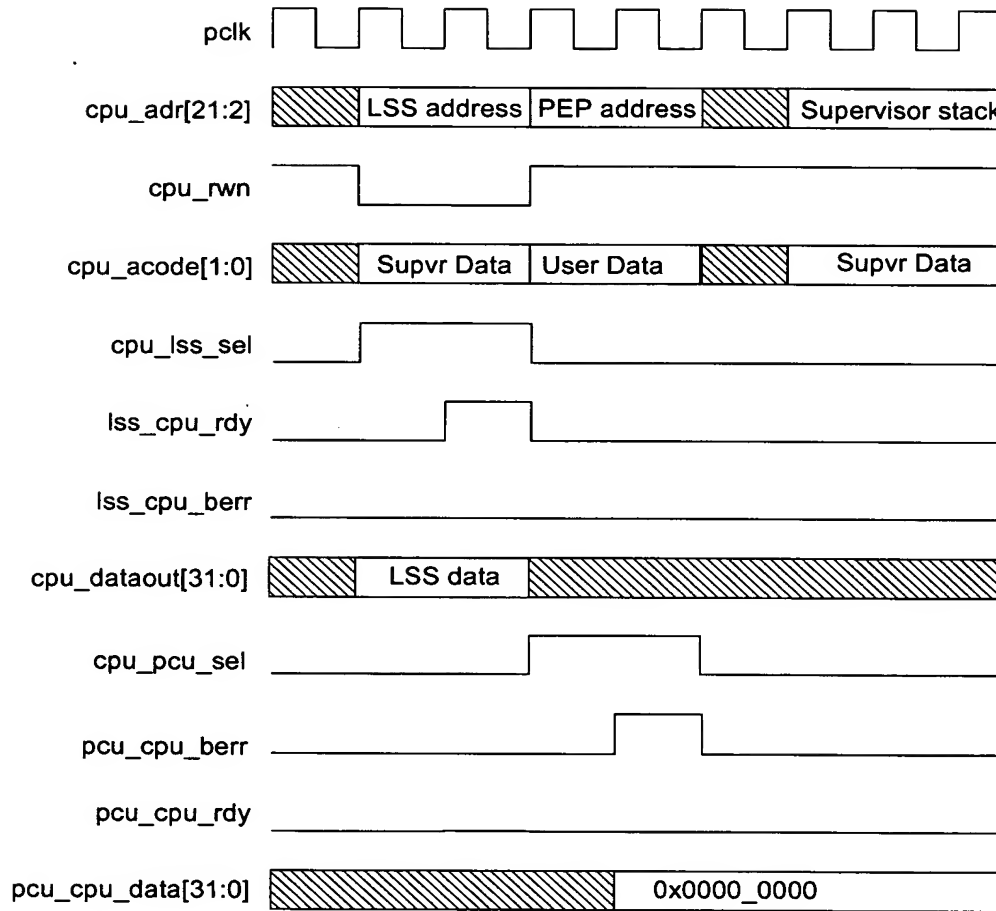 pclk
cpu_adr[21:2] LSS address PEP address Supervisor stack
cpu_rwn
cpu_acode[1:0] Supvr Data User Data Supvr Data
cpu_lss_sel
lss_cpu_rdy
lss_cpu_berr
cpu_dataout[31:0] LSS data
cpu_pcu_sel
pcu_cpu_berr
pcu_cpu_rdy
pcu_cpu_data[31:0] 0x0000_0000